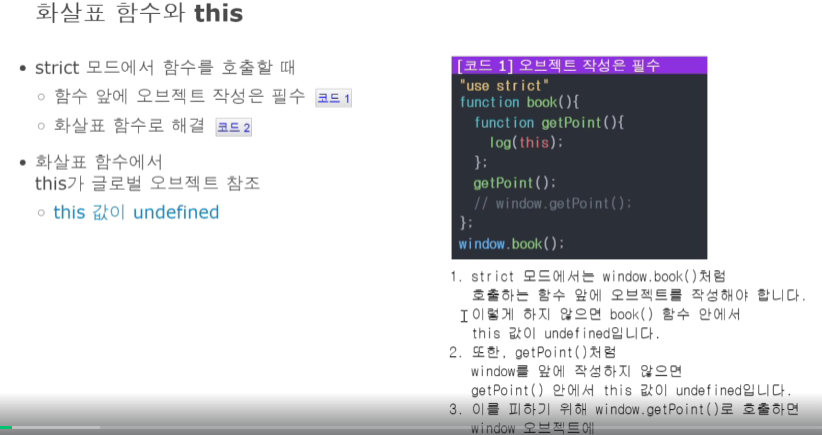 화살표 함수와 this
• strict 모드에서 함수를 호출할 때
○ 함수 앞에 오브젝트 작성은 필수 코드 1
○ 화살표 함수로 해결 코드 2
• 화살표 함수에서
this가 글로벌 오브젝트 참조
○ this 값이 undefined
[코드 1] 오브젝트 작성은 필수
"use strict"
function book(){
function getPoint(){
log(this);
};
getPoint();
// window.getPoint();
};
window.book();
1. strict 모드에서는 window.book()처럼
호출하는 함수 앞에 오브젝트를 작성해야 합니다.
이렇게 하지 않으면 book() 함수 안에서
this 값이 undefined입니다.
2. 또한, getPoint()처럼
window를 앞에 작성하지 않으면
getPoint() 안에서 this 값이 undefined입니다.
3. 이를 피하기 위해 window.getPoint()로 호출하면
window 오브젝트에